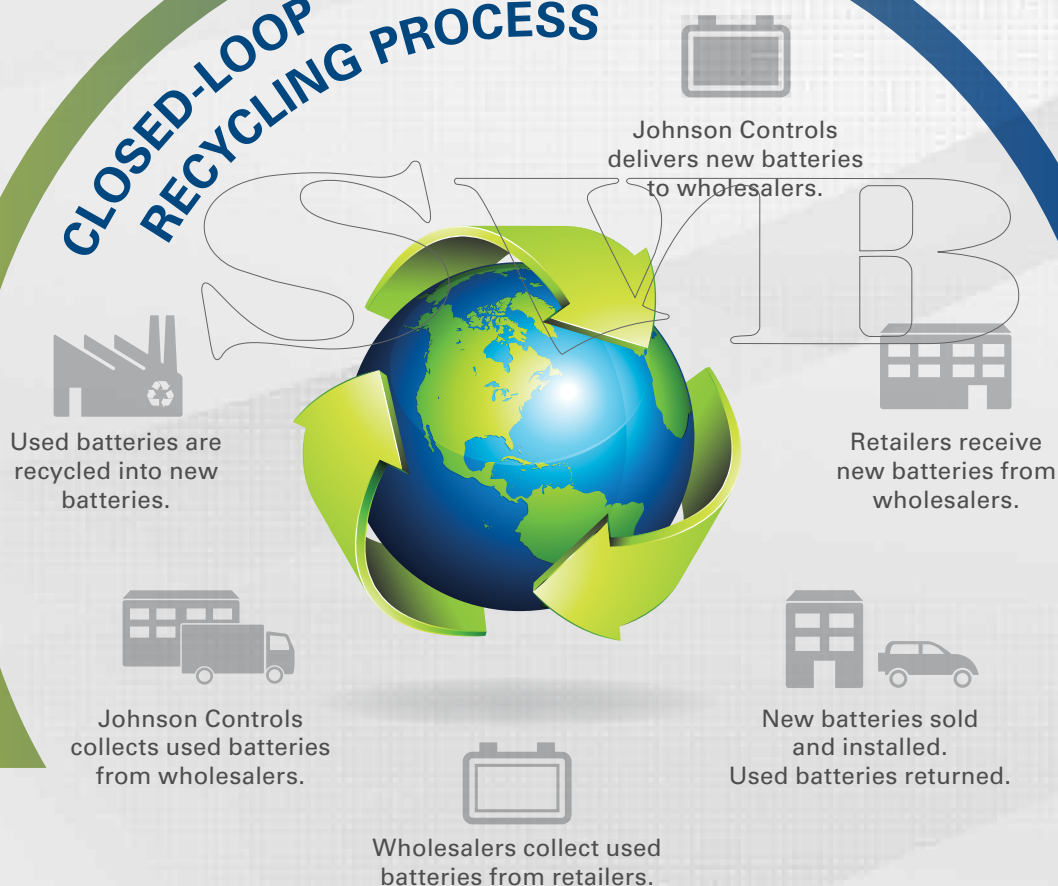 CLOSED-LOOP
RECYCLING PROCESS
Johnson Controls
delivers new batteries
to wholesalers.
SVB
Retailers receive
new batteries from
wholesalers.
New batteries sold
and installed.
Used batteries returned.
Wholesalers collect used
batteries from retailers.
Johnson Controls
collects used batteries
from wholesalers.
Used batteries are
recycled into new
batteries.